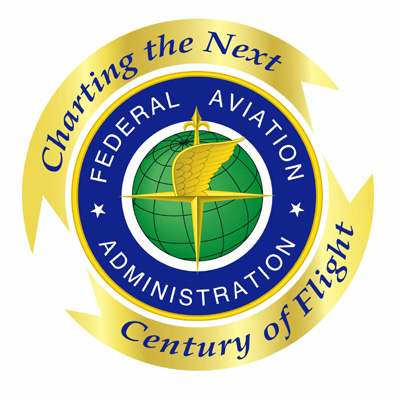 Charting the Next
FEDERAL AVIATION
ADMINISTRATION
Century of Flight